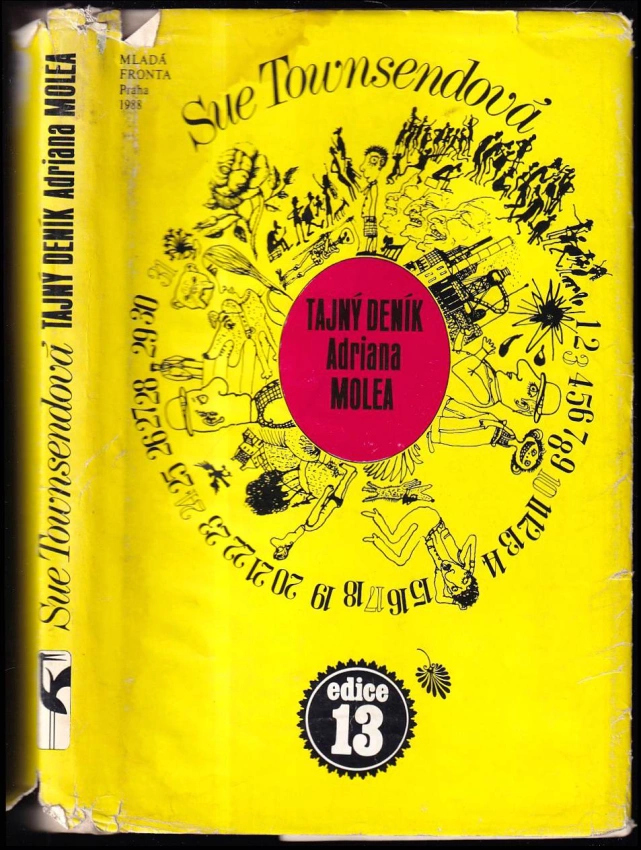 MLADÁ
FRONTA
Praha
1988
Sue Townsendová
TAJNÝ DENÍK
Adriana
MOLEA
1 2 3 4 5 6 7 8 9 10 11 12 13 14 15 16 17 18 19 20 21 22 23 24 25 26 27 28 29 30 31
edice
13
Sue Townsendová TAJNÝ DENÍK Adriana MOLEA